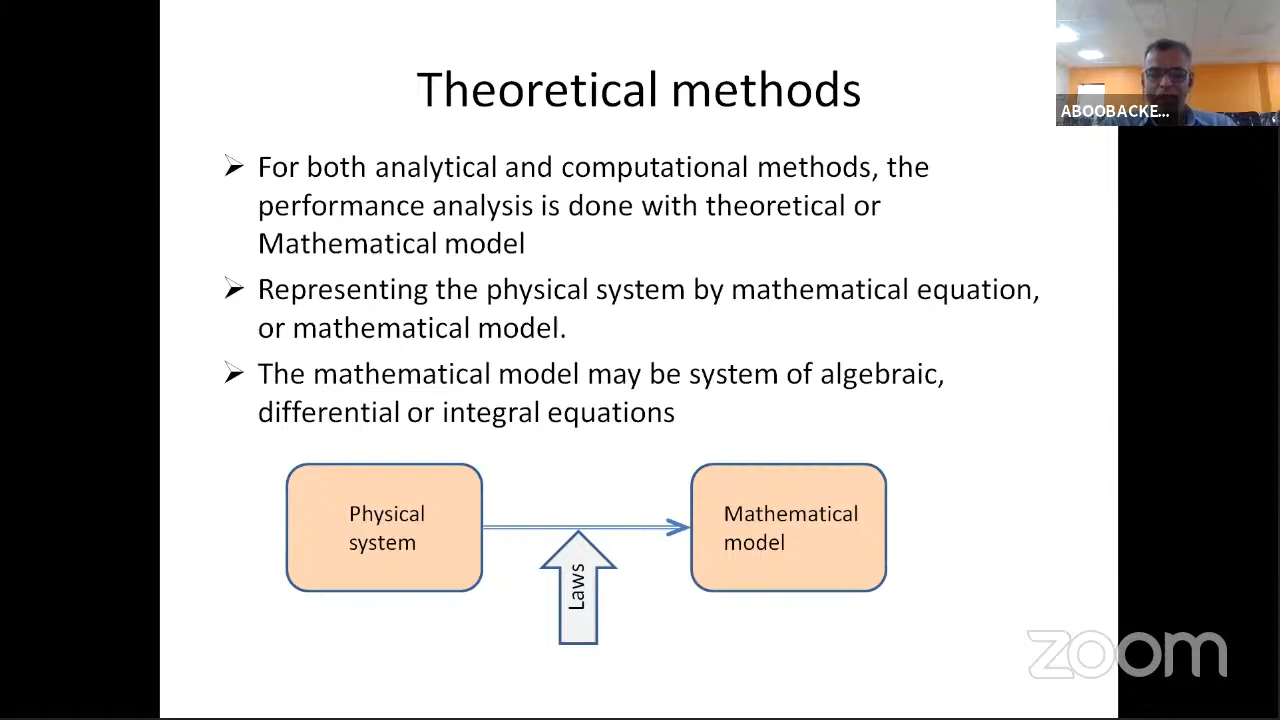 Theoretical methods
ABOOBACKE...
For both analytical and computational methods, the
performance analysis is done with theoretical or
Mathematical model
Representing the physical system by mathematical equation,
or mathematical model.
The mathematical model may be system of algebraic,
differential or integral equations
Physical
system
Laws
Mathematical
model
zoom